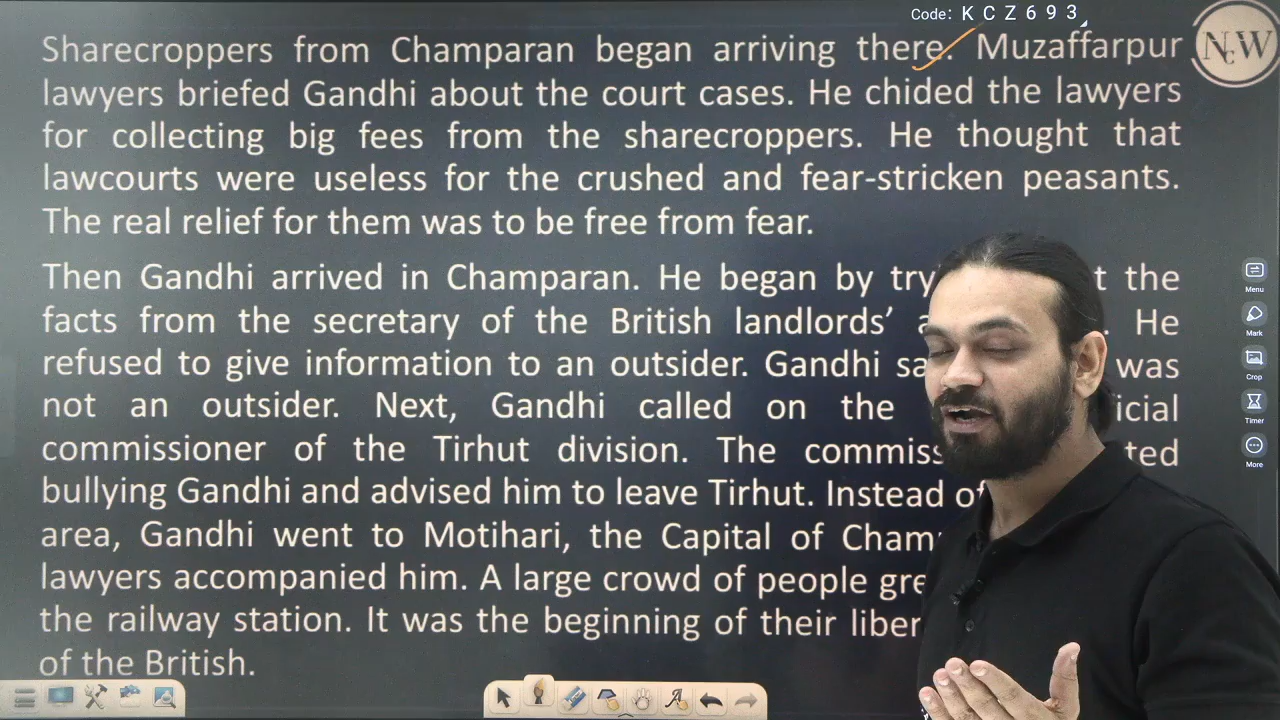 Code: K C Z 6 9 3
NCW
Sharecroppers from Champaran began arriving there. Muzaffarpur
lawyers briefed Gandhi about the court cases. He chided the lawyers
for collecting big fees from the sharecroppers. He thought that
lawcourts were useless for the crushed and fear-stricken peasants.
The real relief for them was to be free from fear.
Then Gandhi arrived in Champaran. He began by the
facts from the secretary of the British landlords’ He
refused to give information to an outsider. Gandhi was
not an outsider. Next, Gandhi called on the
commissioner of the Tirhut division. The
bullying Gandhi and advised him to leave Tirhut. Instead
area, Gandhi went to Motihari, the Capital of
lawyers accompanied him. A large crowd of people
the railway station. It was the beginning of their
of the British.
Menu
Mark
Crop
Timer
More